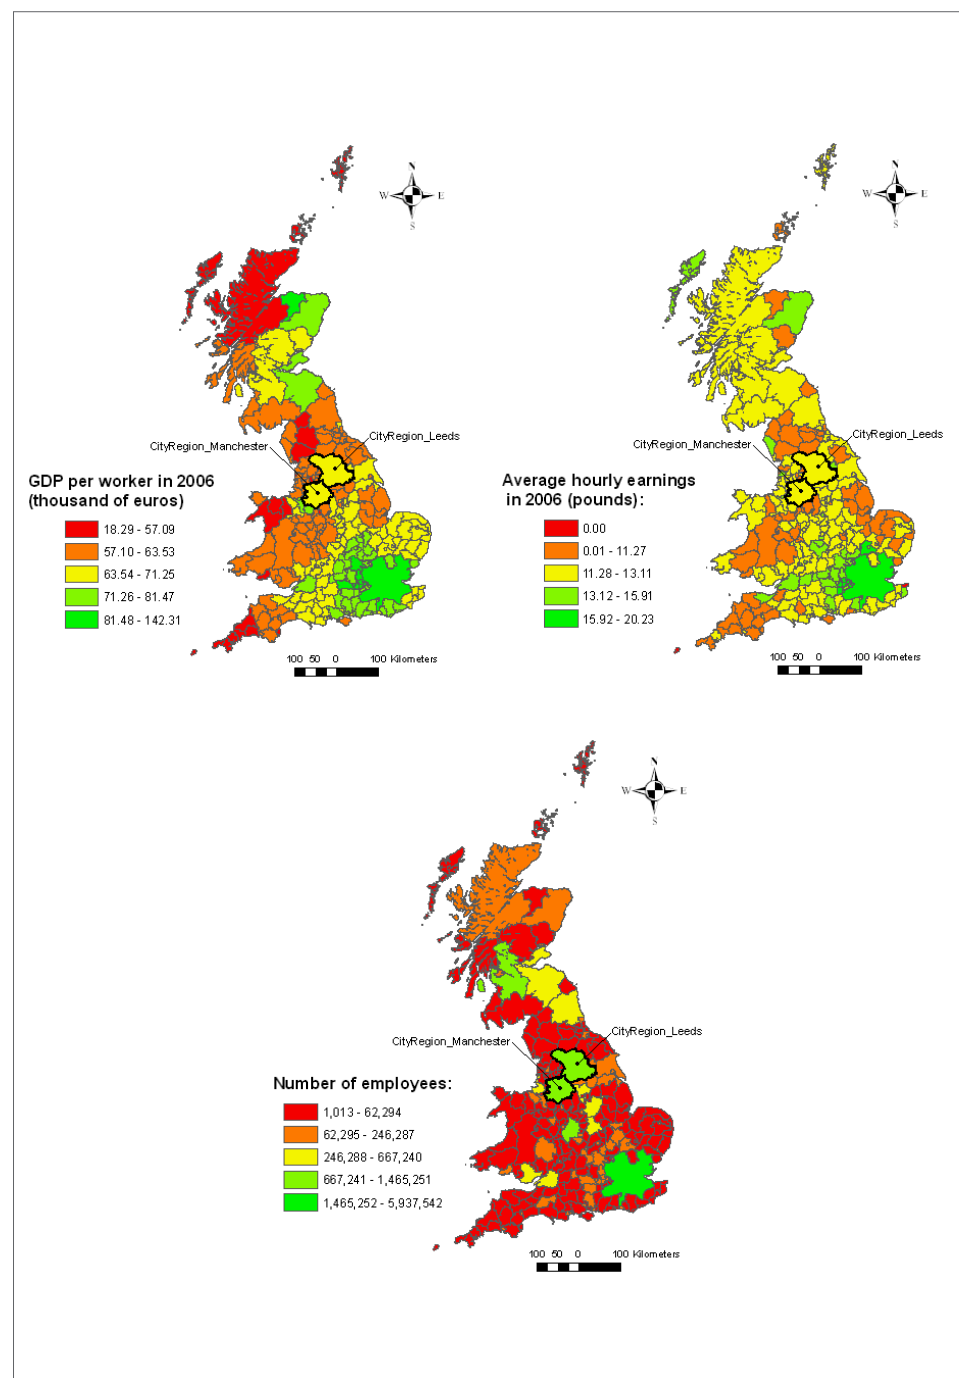 N
W E
S
N
W E
S
CityRegion_Manchester
CityRegion_Leeds
GDP per worker in 2006
(thousand of euros)
18.29 - 57.09
57.10 - 63.53
63.54 - 71.25
71.26 - 81.47
81.48 - 142.31
100 50 0 100 Kilometers
CityRegion_Manchester
CityRegion_Leeds
Average hourly earnings
in 2006 (pounds):
0.00
0.01 - 11.27
11.28 - 13.11
13.12 - 15.91
15.92 - 20.23
100 50 0 100 Kilometers
N
W E
S
CityRegion_Manchester
CityRegion_Leeds
Number of employees:
1,013 - 62,294
62,295 - 246,287
246,288 - 667,240
667,241 - 1,465,251
1,465,252 - 5,937,542
100 50 0 100 Kilometers